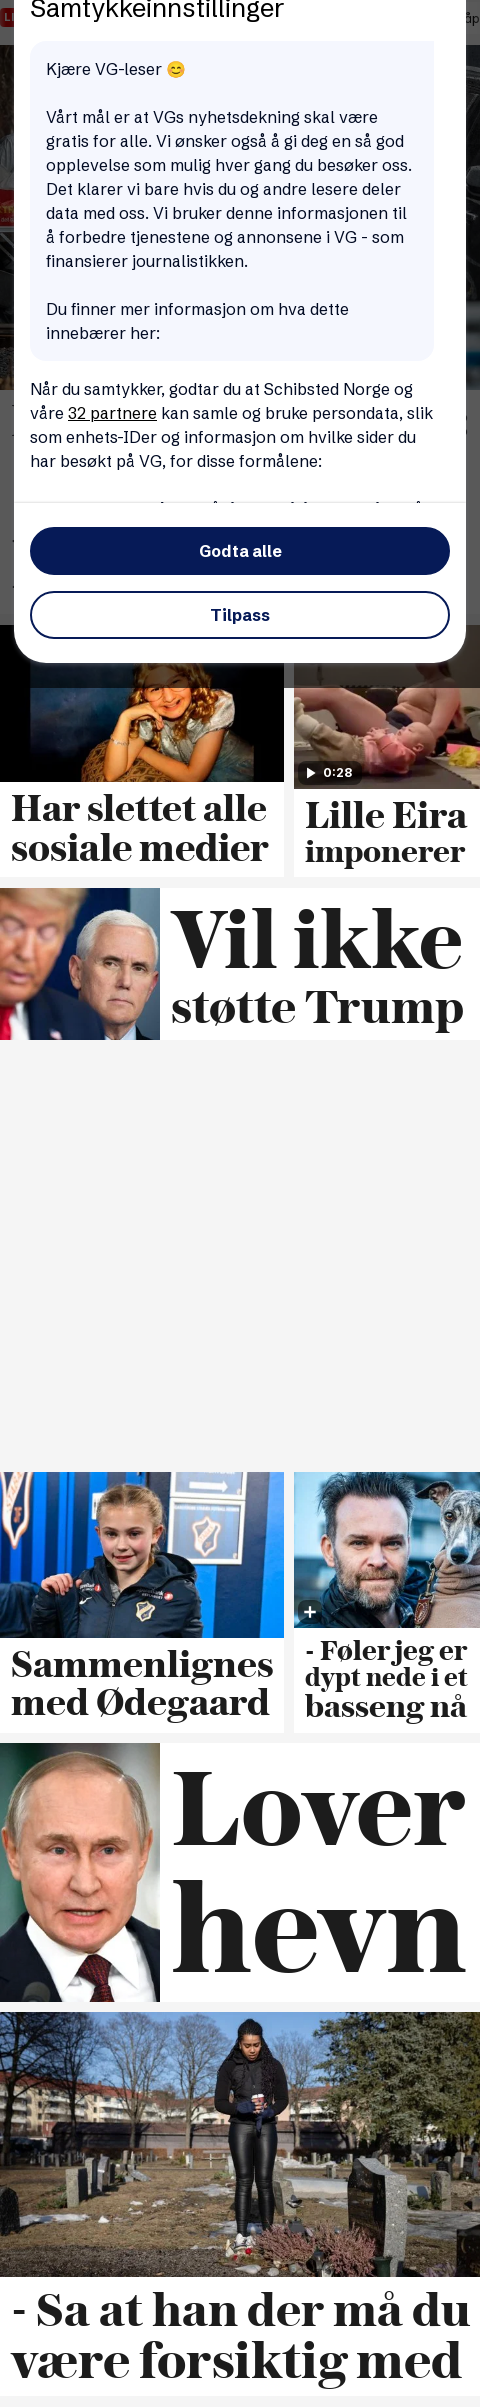 Samtykkeinnstillinger
Kjære VG-leser 😊
Vårt mål er at VGs nyhetsdekning skal være
gratis for alle. Vi ønsker også å gi deg en så god
opplevelse som mulig hver gang du besøker oss.
Det klarer vi bare hvis du og andre lesere deler
data med oss. Vi bruker denne informasjonen til
å forbedre tjenestene og annonsene i VG - som
finansierer journalistikken.
Du finner mer informasjon om hva dette
innebærer her:
Når du samtykker, godtar du at Schibsted Norge og
våre 32 partnere kan samle og bruke persondata, slik
som enhets-IDer og informasjon om hvilke sider du
har besøkt på VG, for disse formålene:
Godta alle
Tilpass
0:28
Har slettet alle
sosiale medier
Lille Eira
imponerer
Vil ikke
støtte Trump
Sammenlignes
med Ødegaard
- Føler jeg er
dypt nede i et
basseng nå
Lover
hevn
- Sa at han der må du
være forsiktig med